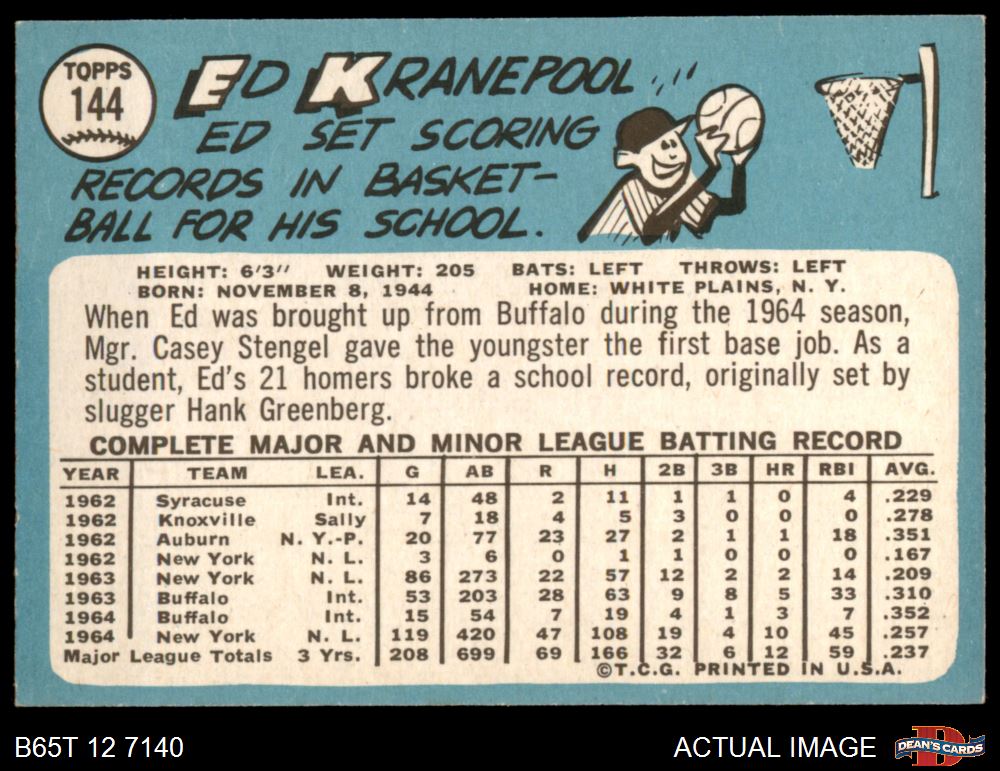 TOPPS
144
ED KRANEPOOL
ED SET SCORING
RECORDS IN BASKET-
BALL FOR HIS SCHOOL.
HEIGHT: 6'3" WEIGHT: 205 BATS: LEFT THROWS: LEFT
BORN: NOVEMBER 8, 1944 HOME: WHITE PLAINS, N. Y.
When Ed was brought up from Buffalo during the 1964 season,
Mgr. Casey Stengel gave the youngster the first base job. As a
student, Ed's 21 homers broke a school record, originally set by
slugger Hank Greenberg.
COMPLETE MAJOR AND MINOR LEAGUE BATTING RECORD
YEAR TEAM LEA. G AB R H 2B 3B HR RBI AVG.
1962 Syracuse Int. 14 48 2 11 1 1 0 4 .229
1962 Knoxville Sally 7 18 4 5 3 0 0 0 .278
1962 Auburn N. Y.-P. 20 77 23 27 2 1 1 18 .351
1962 New York N. L. 3 6 0 1 1 0 0 0 .167
1963 New York N. L. 86 273 22 57 12 2 2 14 .209
1963 Buffalo Int. 53 203 28 63 9 8 5 33 .310
1964 Buffalo Int. 15 54 7 19 4 1 3 7 .352
1964 New York N. L. 119 420 47 108 19 4 10 45 .257
Major League Totals 3 Yrs. 208 699 69 166 32 6 12 59 .237
©T.C.G. PRINTED IN U.S.A.
B65T 12 7140 ACTUAL IMAGE DEAN'S CARDS